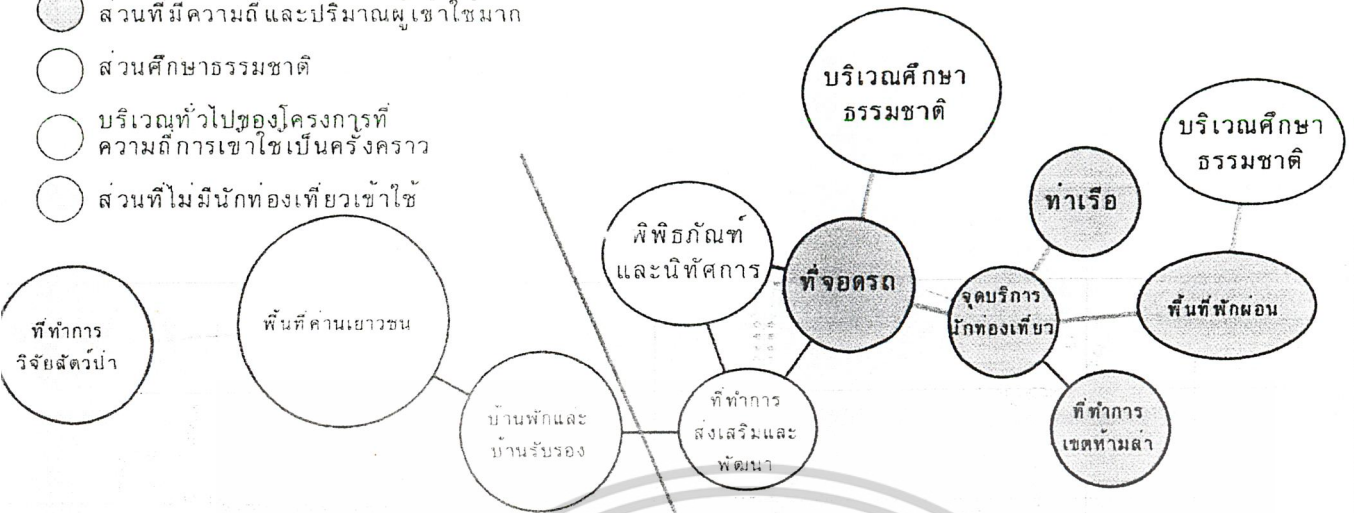 ส่วนที่มีความถี่และปริมาณผู้เข้าใช้มาก
ส่วนศึกษาธรรมชาติ
บริเวณทั่วไปของโครงการที่
ความถี่การเข้าใช้เป็นครั้งคราว
ส่วนที่ไม่มีนักท่องเที่ยวเข้าใช้
บริเวณศึกษา
ธรรมชาติ
บริเวณศึกษา
ธรรมชาติ
ท่าเรือ
พิพิธภัณฑ์
และนิทัศการ
ที่จอดรถ
จุดบริการ
นักท่องเที่ยว
พื้นที่พักผ่อน
ที่ทำการ
วิจัยสัตว์ป่า
พื้นที่ค่ายเยาวชน
บ้านพักและ
บ้านรับรอง
ที่ทำการ
ส่งเสริมและ
พัฒนา
ที่ทำการ
เขตห้ามล่า